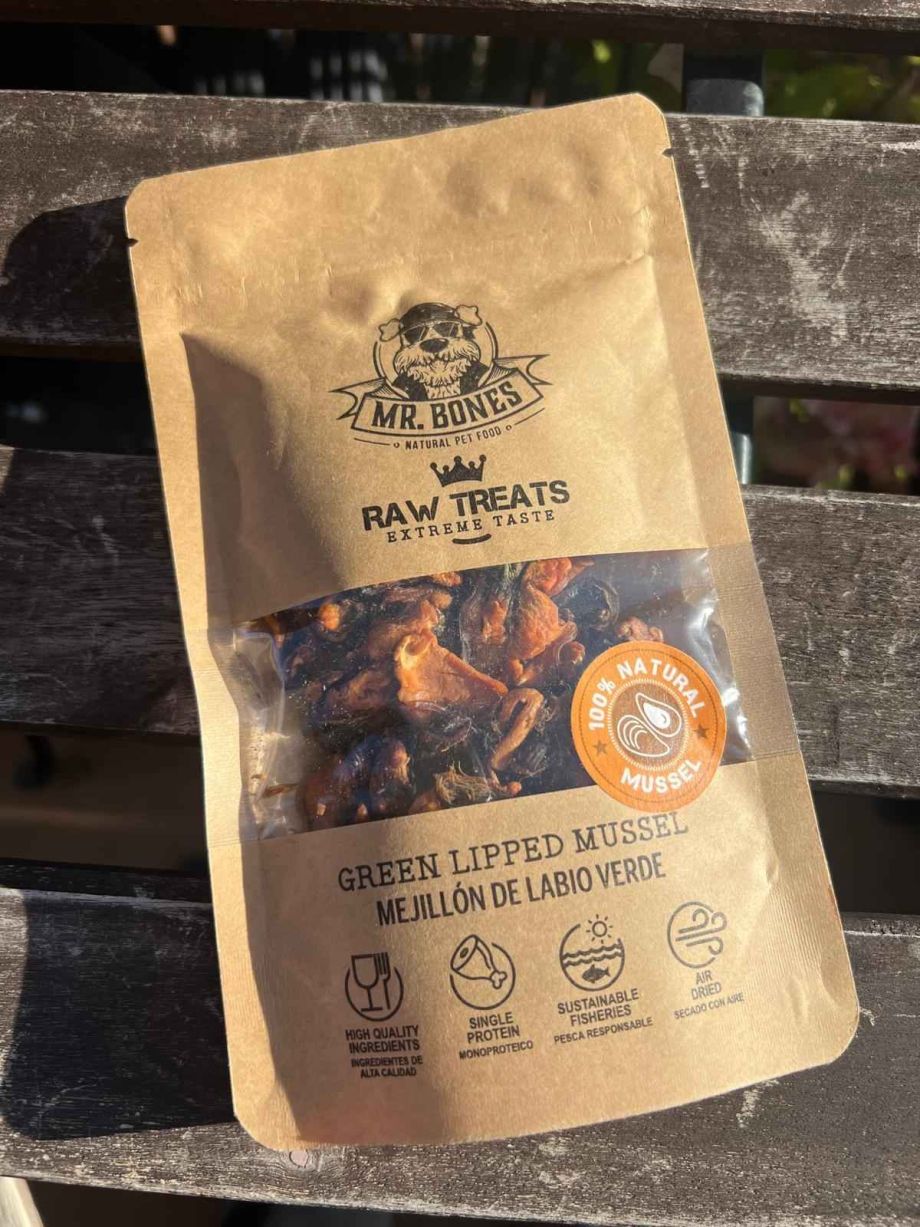 MR. BONES
NATURAL PET FOOD
RAW TREATS
EXTREME TASTE
100% NATURAL
MUSSEL
GREEN LIPPED MUSSEL
MEJILLÓN DE LABIO VERDE
HIGH QUALITY
INGREDIENTS
INGREDIENTES DE
ALTA CALIDAD
SINGLE
PROTEIN
MONOPROTEICO
SUSTAINABLE
FISHERIES
PESCA RESPONSABLE
AIR
DRIED
SECADO CON AIRE